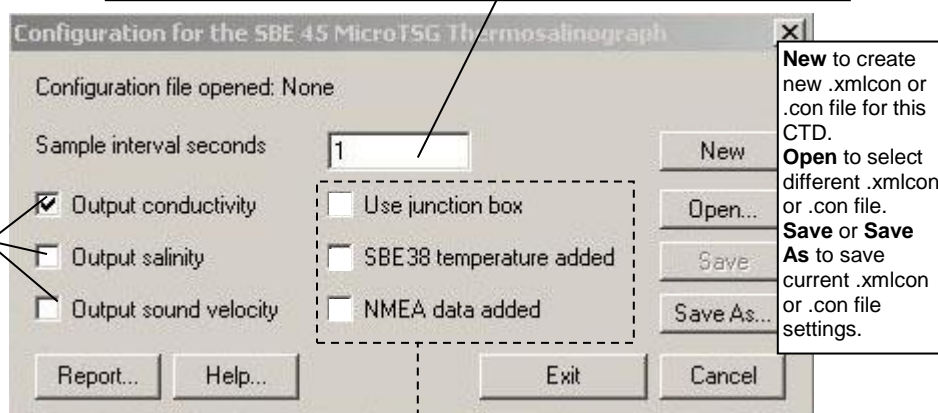 Configuration for the SBE 45 MicroTSG Thermosalinograph
Configuration file opened: None
Sample interval seconds
1
New
Output conductivity
Use junction box
Open...
Output salinity
SBE38 temperature added
Save
Output sound velocity
NMEA data added
Save As...
Report...
Help...
Exit
Cancel
New to create
new .xmlcon or
.con file for this
CTD.
Open to select
different .xmlcon
or .con file.
Save or Save
As to save
current .xmlcon
or .con file
settings.